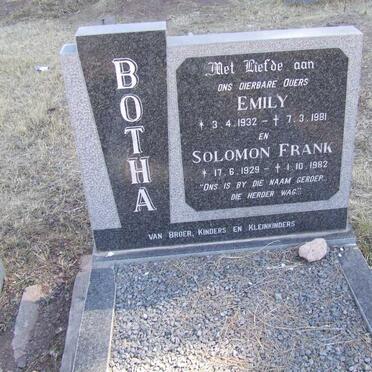 BOTHA
Met Liefde aan
ONS DIERBARE OUERS
EMILY
* 3.4.1932 - † 7.3.1981
EN
SOLOMON FRANK
* 17.6.1929 - † 1.10.1982
"ONS IS BY DIE NAAM GEROEP..
DIE HERDER WAG."
VAN BROER, KINDERS EN KLEINKINDERS